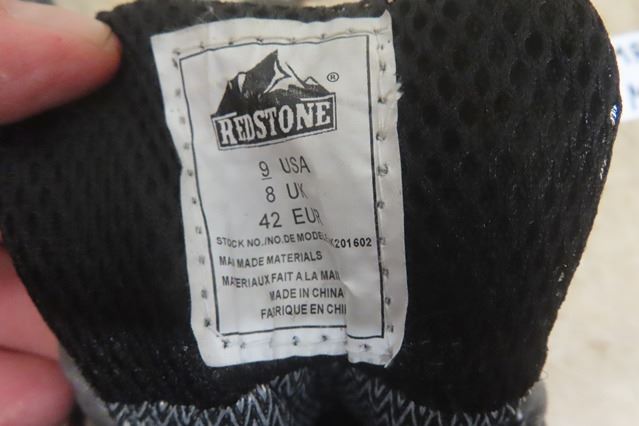 ®
REDSTONE
9 USA
8 UK
42 EUR
STOCK NO./NO.DE MODELE K201602
MAN MADE MATERIALS
MATERIAUX FAIT A LA MAIN
MADE IN CHINA
FABRIQUE EN CHI